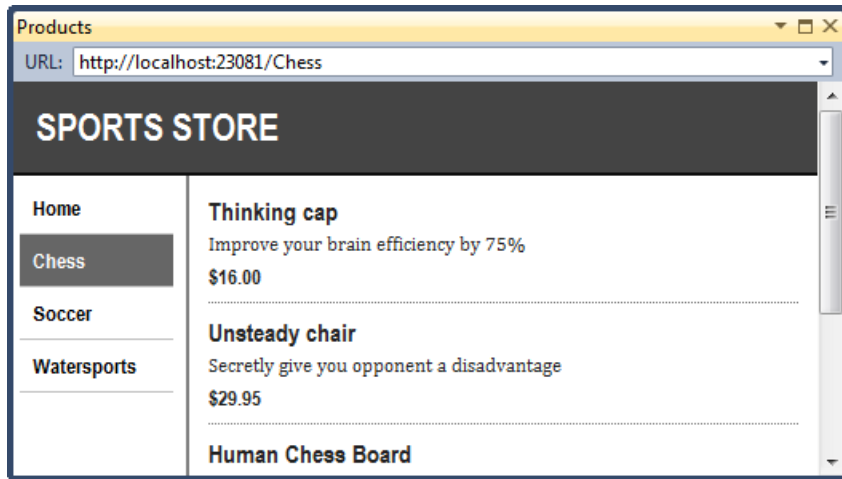 Products
URL: http://localhost:23081/Chess
SPORTS STORE
Home
Chess
Soccer
Watersports
Thinking cap
Improve your brain efficiency by 75%
$16.00
Unsteady chair
Secretly give you opponent a disadvantage
$29.95
Human Chess Board